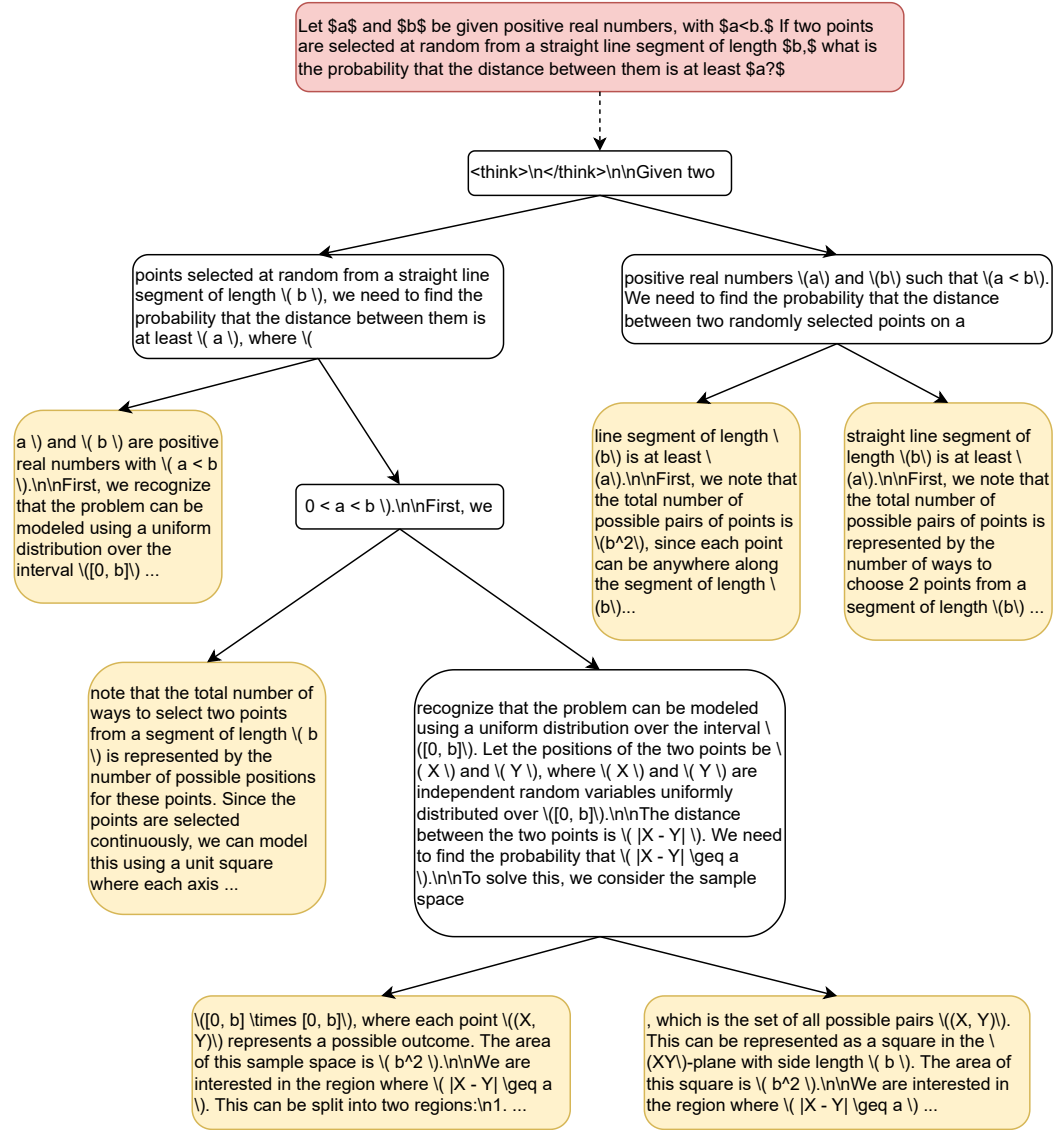 Let $a$ and $b$ be given positive real numbers, with $a<b.$ If two points
are selected at random from a straight line segment of length $b,$ what is
the probability that the distance between them is at least $a?$
<think>\n</think>\n\nGiven two
points selected at random from a straight line
segment of length \( b \), we need to find the
probability that the distance between them is
at least \( a \), where \(
positive real numbers \(a\) and \(b\) such that \(a < b\).
We need to find the probability that the distance
between two randomly selected points on a
a \) and \( b \) are positive
real numbers with \( a < b
\).\n\nFirst, we recognize
that the problem can be
modeled using a uniform
distribution over the
interval \([0, b]\) ...
0 < a < b \).\n\nFirst, we
line segment of length \
(b\) is at least \
(a\).\n\nFirst, we note that
the total number of
possible pairs of points is
\(b^2\), since each point
can be anywhere along
the segment of length \
(b\)...
straight line segment of
length \(b\) is at least \
(a\).\n\nFirst, we note that
the total number of
possible pairs of points is
represented by the
number of ways to
choose 2 points from a
segment of length \(b\) ...
note that the total number of
ways to select two points
from a segment of length \( b
\) is represented by the
number of possible positions
for these points. Since the
points are selected
continuously, we can model
this using a unit square
where each axis ...
recognize that the problem can be modeled
using a uniform distribution over the interval \
([0, b]\). Let the positions of the two points be \
( X \) and \( Y \), where \( X \) and \( Y \) are
independent random variables uniformly
distributed over \([0, b]\).\n\nThe distance
between the two points is \( |X - Y| \). We need
to find the probability that \( |X - Y| \geq a
\).\n\nTo solve this, we consider the sample
space
\([0, b] \times [0, b]\), where each point \((X,
Y)\) represents a possible outcome. The area
of this sample space is \( b^2 \).\n\nWe are
interested in the region where \( |X - Y| \geq a
\). This can be split into two regions:\n1. ...
, which is the set of all possible pairs \((X, Y)\).
This can be represented as a square in the \
(XY\)-plane with side length \( b \). The area of
this square is \( b^2 \).\n\nWe are interested in
the region where \( |X - Y| \geq a \) ...